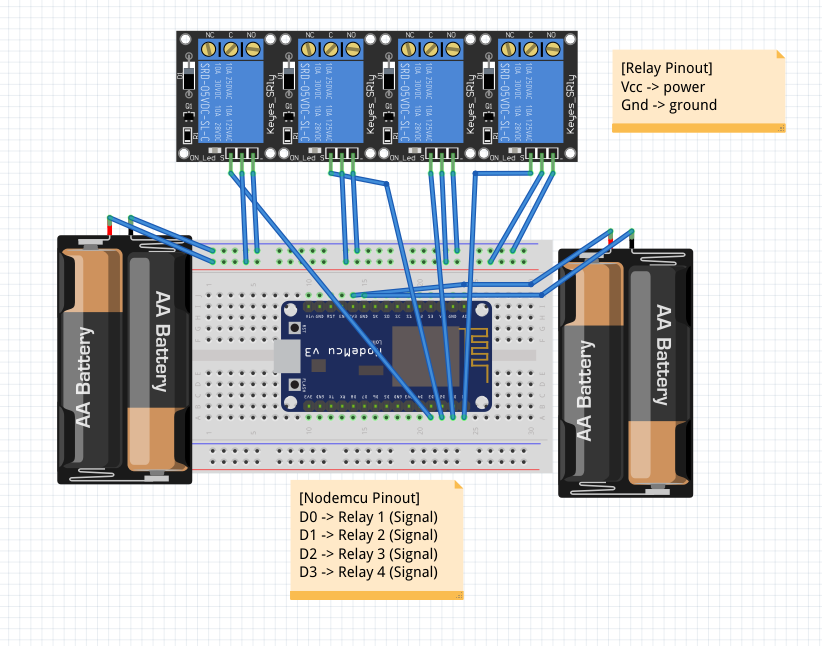 NC C NO
NC C NO
NC C NO
NC C NO
SRD-05VDC-SL-C
10A 250VAC 10A 125VAC
10A 30VDC 10A 28VDC
Keyes_SR1y
ON_Led S
SRD-05VDC-SL-C
10A 250VAC 10A 125VAC
10A 30VDC 10A 28VDC
Keyes_SR1y
ON_Led S
SRD-05VDC-SL-C
10A 250VAC 10A 125VAC
10A 30VDC 10A 28VDC
Keyes_SR1y
ON_Led S
SRD-05VDC-SL-C
10A 250VAC 10A 125VAC
10A 30VDC 10A 28VDC
Keyes_SR1y
ON_Led S
[Relay Pinout]
Vcc -> power
Gnd -> ground
AA Battery
AA Battery
NodeMcu v3
RST
FLASH
AA Battery
AA Battery
[Nodemcu Pinout]
D0 -> Relay 1 (Signal)
D1 -> Relay 2 (Signal)
D2 -> Relay 3 (Signal)
D3 -> Relay 4 (Signal)